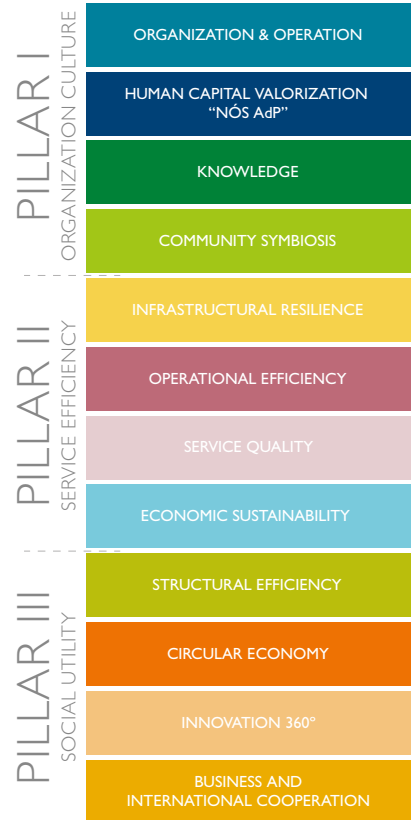 PILLAR I
ORGANIZATION CULTURE
ORGANIZATION & OPERATION
HUMAN CAPITAL VALORIZATION
“NÓS AdP”
KNOWLEDGE
COMMUNITY SYMBIOSIS
PILLAR II
SERVICE EFFICIENCY
INFRASTRUCTURAL RESILIENCE
OPERATIONAL EFFICIENCY
SERVICE QUALITY
ECONOMIC SUSTAINABILITY
PILLAR III
SOCIAL UTILITY
STRUCTURAL EFFICIENCY
CIRCULAR ECONOMY
INNOVATION 360º
BUSINESS AND
INTERNATIONAL COOPERATION